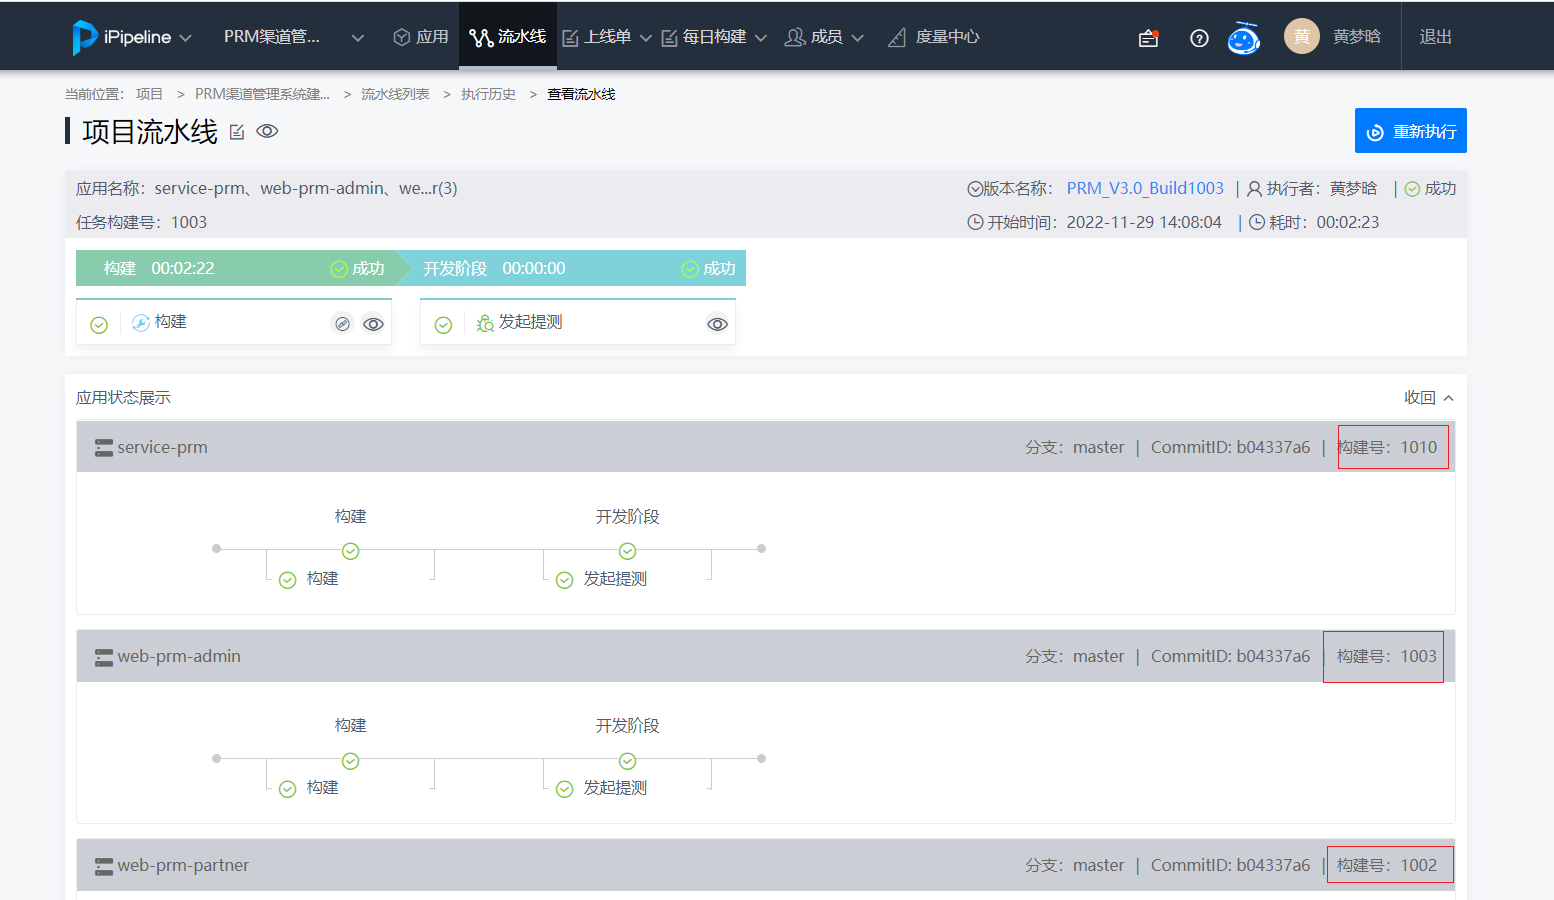 iPipeline PRM渠道管... 应用 流水线 上线单 每日构建 成员 度量中心 黄 黄梦晗 退出
当前位置： 项目 > PRM渠道管理系统建... > 流水线列表 > 执行历史 > 查看流水线
项目流水线
重新执行
应用名称：service-prm、web-prm-admin、we...r(3)
版本名称： PRM_V3.0_Build1003 | 执行者：黄梦晗 | 成功
任务构建号：1003
开始时间：2022-11-29 14:08:04 | 耗时：00:02:23
构建 00:02:22 成功 开发阶段 00:00:00 成功
构建 发起提测
应用状态展示 收回
service-prm 分支：master | CommitID: b04337a6 | 构建号：1010
构建 开发阶段
构建 发起提测
web-prm-admin 分支：master | CommitID: b04337a6 | 构建号：1003
构建 开发阶段
构建 发起提测
web-prm-partner 分支：master | CommitID: b04337a6 | 构建号：1002